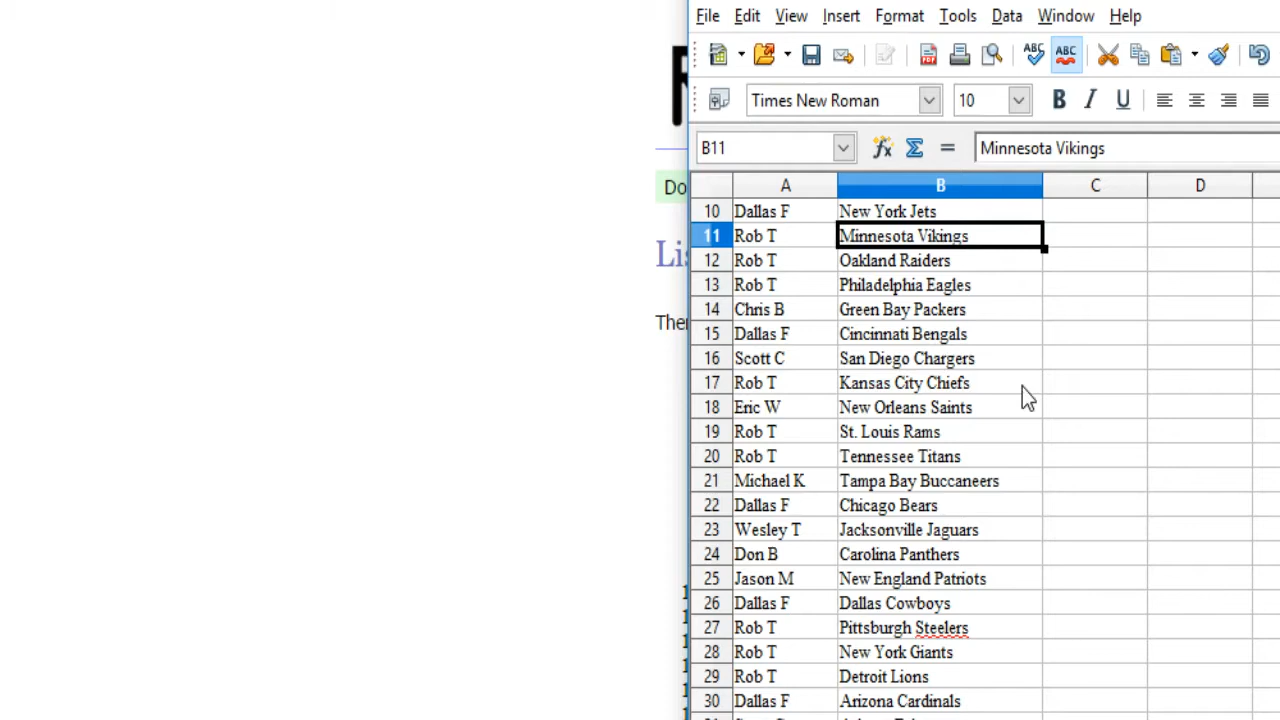 File Edit View Insert Format Tools Data Window Help
ABC ABC
Times New Roman 10 B I U
B11 fx Σ = Minnesota Vikings
A B C D
10 Dallas F New York Jets
11 Rob T Minnesota Vikings
12 Rob T Oakland Raiders
13 Rob T Philadelphia Eagles
14 Chris B Green Bay Packers
15 Dallas F Cincinnati Bengals
16 Scott C San Diego Chargers
17 Rob T Kansas City Chiefs
18 Eric W New Orleans Saints
19 Rob T St. Louis Rams
20 Rob T Tennessee Titans
21 Michael K Tampa Bay Buccaneers
22 Dallas F Chicago Bears
23 Wesley T Jacksonville Jaguars
24 Don B Carolina Panthers
25 Jason M New England Patriots
26 Dallas F Dallas Cowboys
27 Rob T Pittsburgh Steelers
28 Rob T New York Giants
29 Rob T Detroit Lions
30 Dallas F Arizona Cardinals